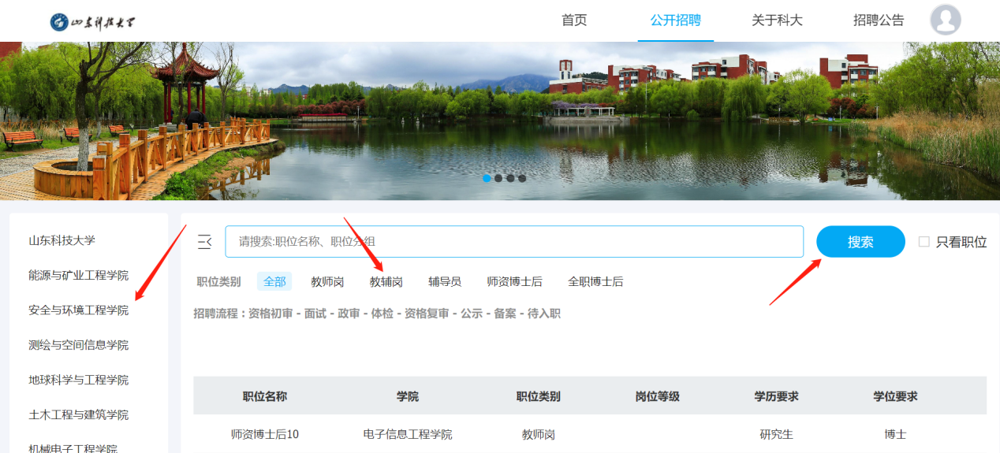 山东科技大学
首页 公开招聘 关于科大 招聘公告
山东科技大学
能源与矿业工程学院
安全与环境工程学院
测绘与空间信息学院
地球科学与工程学院
土木工程与建筑学院
机械电子工程学院
请搜索:职位名称、职位分组
搜索
只看职位
职位类别 全部 教师岗 教辅岗 辅导员 师资博士后 全职博士后
招聘流程：资格初审 - 面试 - 政审 - 体检 - 资格复审 - 公示 - 备案 - 待入职
职位名称 学院 职位类别 岗位等级 学历要求 学位要求
师资博士后10 电子信息工程学院 教师岗 研究生 博士